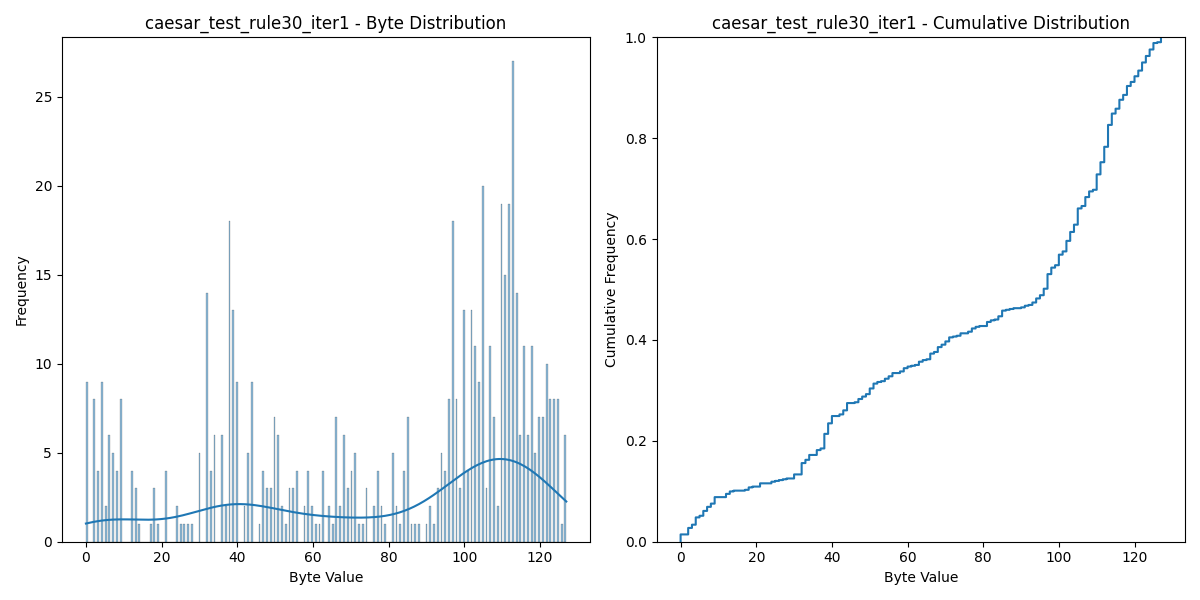 caesar_test_rule30_iter1 - Byte Distribution
Frequency
25
20
15
10
5
0
0 20 40 60 80 100 120
Byte Value
caesar_test_rule30_iter1 - Cumulative Distribution
Cumulative Frequency
1.0
0.8
0.6
0.4
0.2
0.0
0 20 40 60 80 100 120
Byte Value